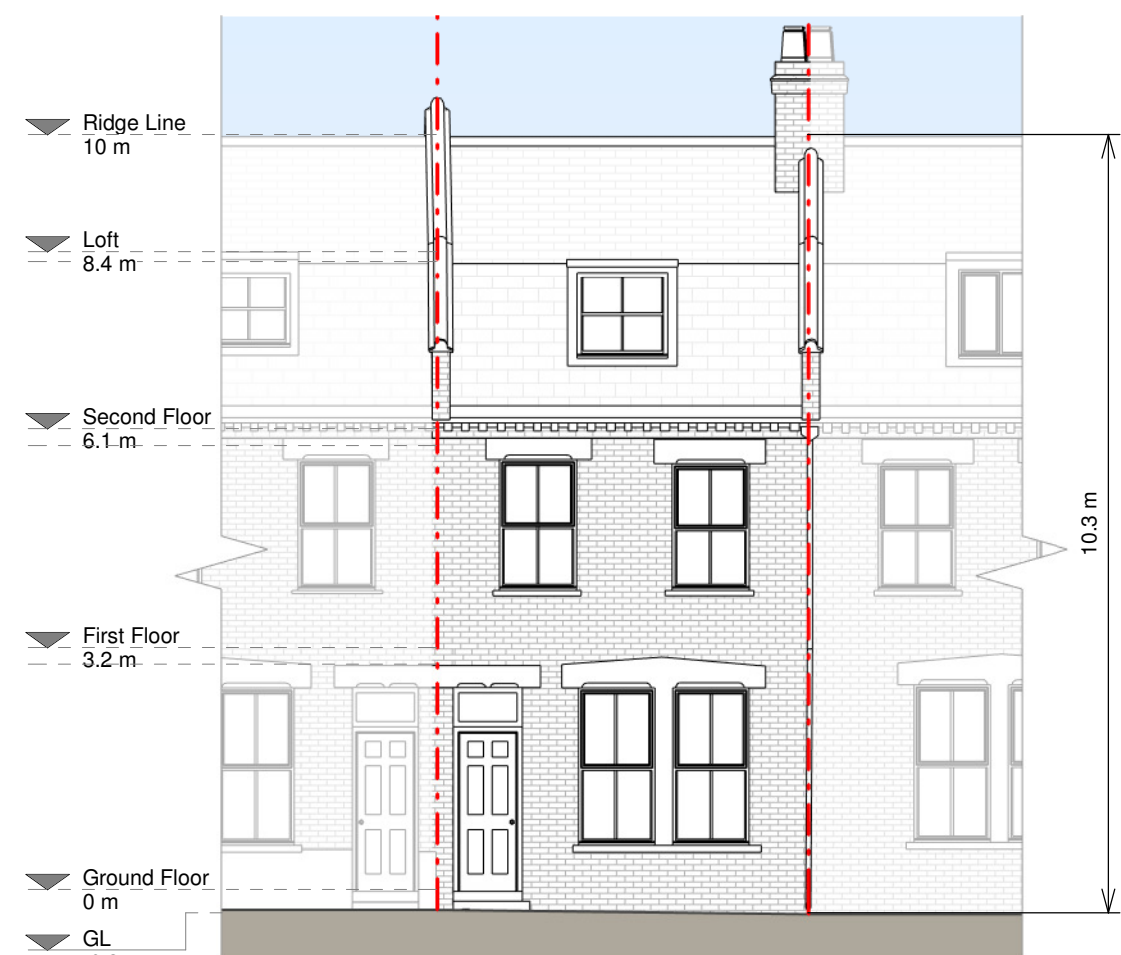 Ridge Line
10 m
Loft
8.4 m
Second Floor
6.1 m
10.3 m
First Floor
3.2 m
Ground Floor
0 m
GL